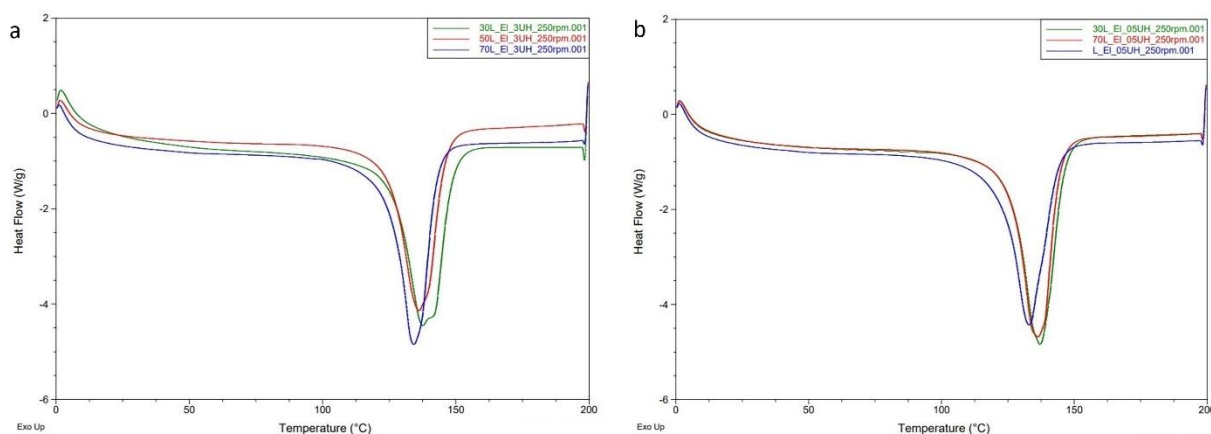 a
2
30L_EI_3UH_250rpm.001
50L_EI_3UH_250rpm.001
70L_EI_3UH_250rpm.001
0
-2
-4
-6
Heat Flow (W/g)
0 50 100 150 200
Exo Up
Temperature (°C)
b
2
30L_EI_05UH_250rpm.001
70L_EI_05UH_250rpm.001
L_EI_05UH_250rpm.001
0
-2
-4
-6
Heat Flow (W/g)
0 50 100 150 200
Exo Up
Temperature (°C)